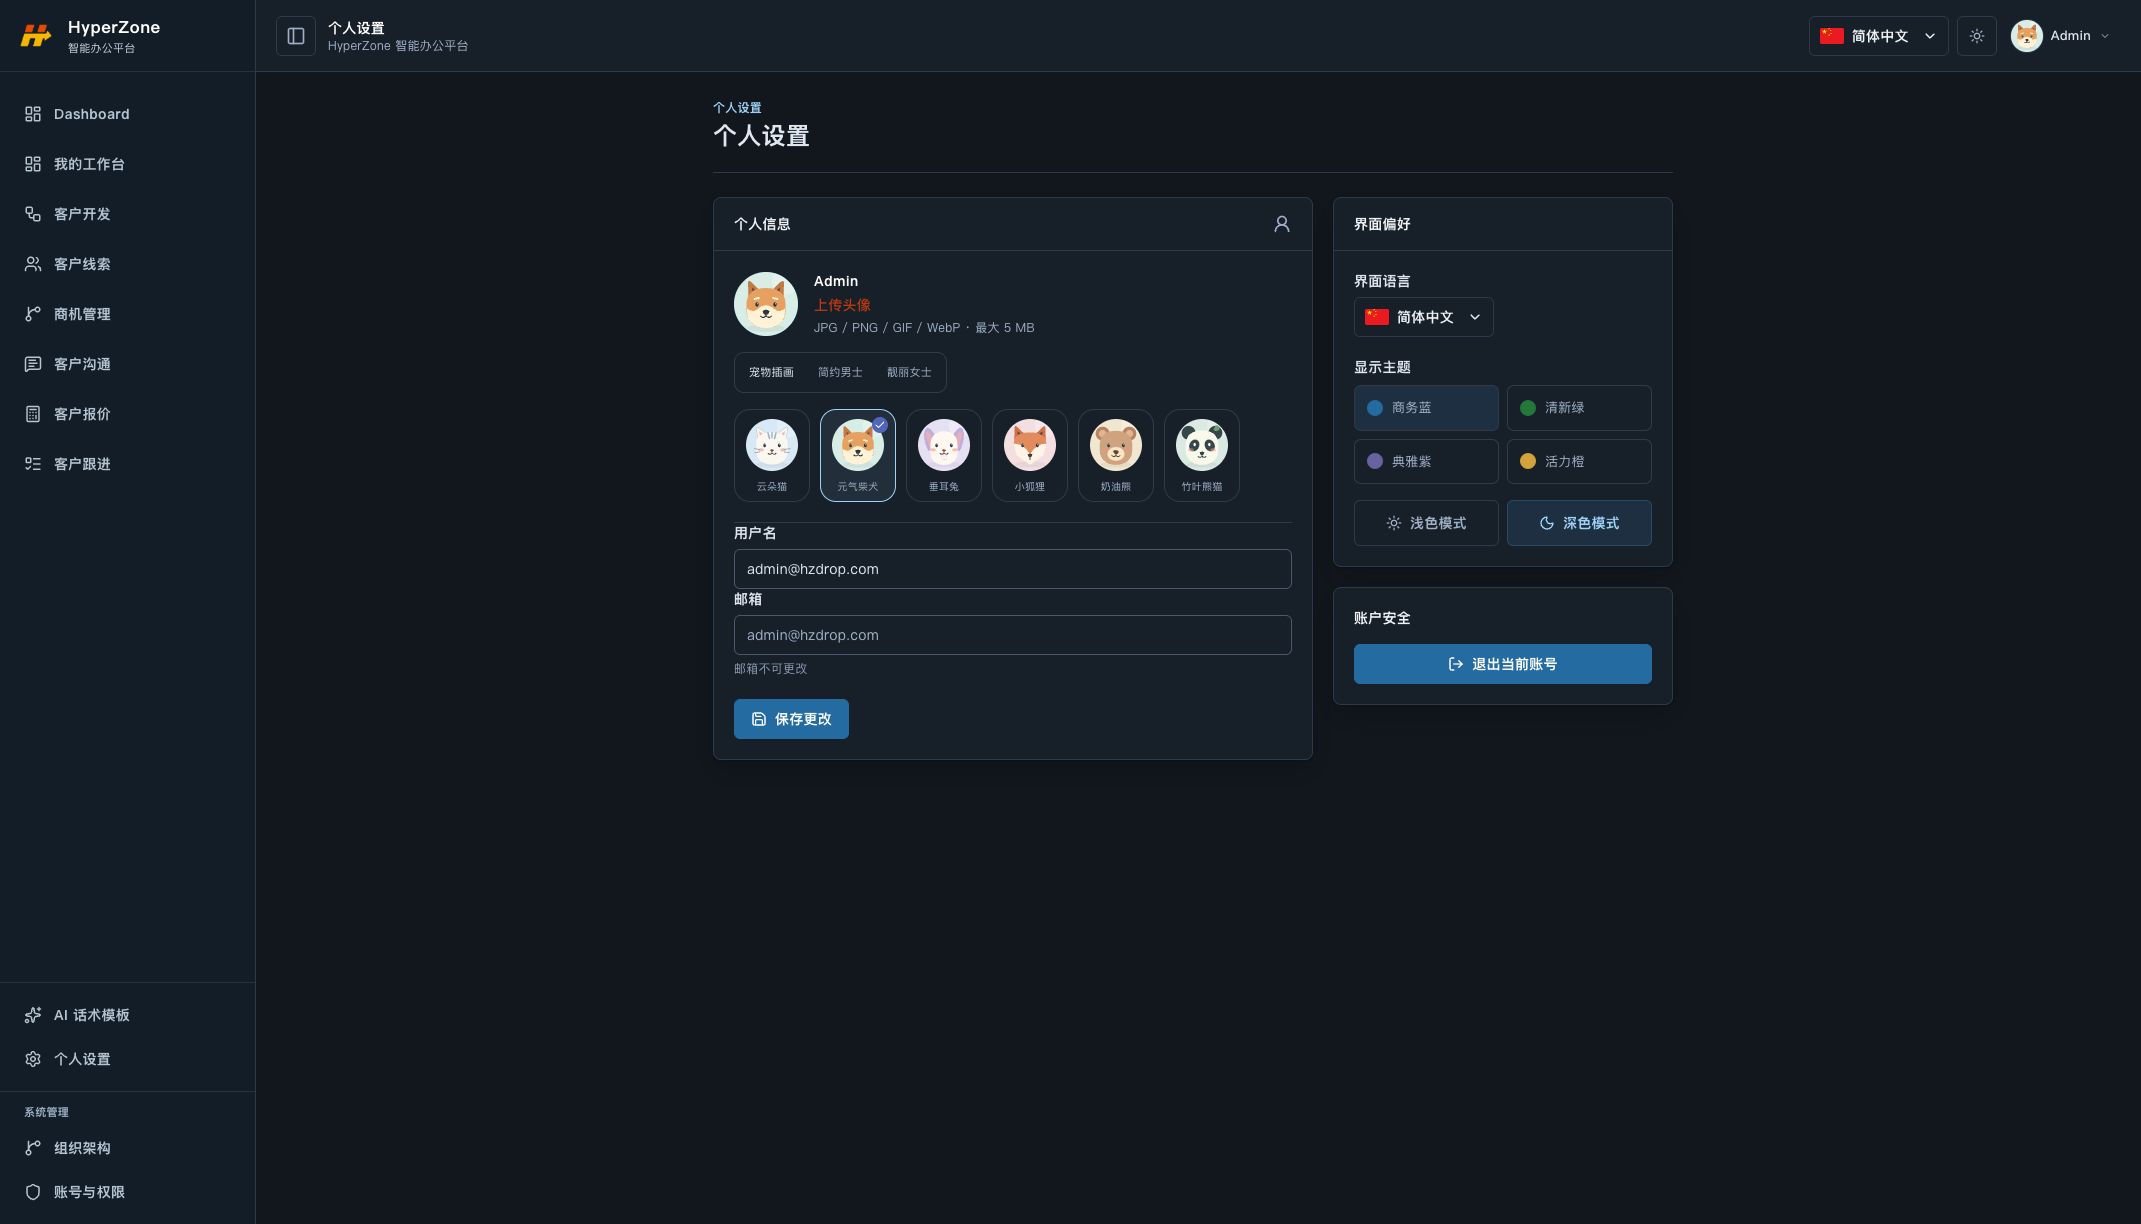 HyperZone
智能办公平台
Dashboard
我的工作台
客户开发
客户线索
商机管理
客户沟通
客户报价
客户跟进
AI 话术模板
个人设置
系统管理
组织架构
账号与权限
个人设置
HyperZone 智能办公平台
简体中文
Admin
个人设置
个人设置
个人信息
Admin
上传头像
JPG / PNG / GIF / WebP · 最大 5 MB
宠物插画 简约男士 靓丽女士
云朵猫 元气柴犬 垂耳兔 小狐狸 奶油熊 竹叶熊猫
用户名
admin@hzdrop.com
邮箱
admin@hzdrop.com
邮箱不可更改
保存更改
界面偏好
界面语言
简体中文
显示主题
商务蓝 清新绿
典雅紫 活力橙
浅色模式 深色模式
账户安全
退出当前账号